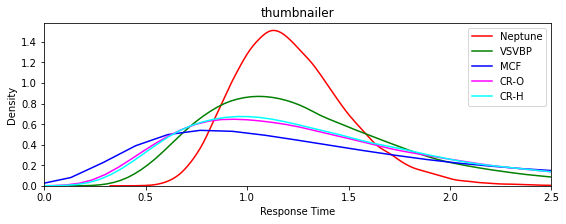 thumbnailer
Density
1.4
1.2
1.0
0.8
0.6
0.4
0.2
0.0
Neptune
VSVBP
MCF
CR-O
CR-H
0.0 0.5 1.0 1.5 2.0 2.5
Response Time